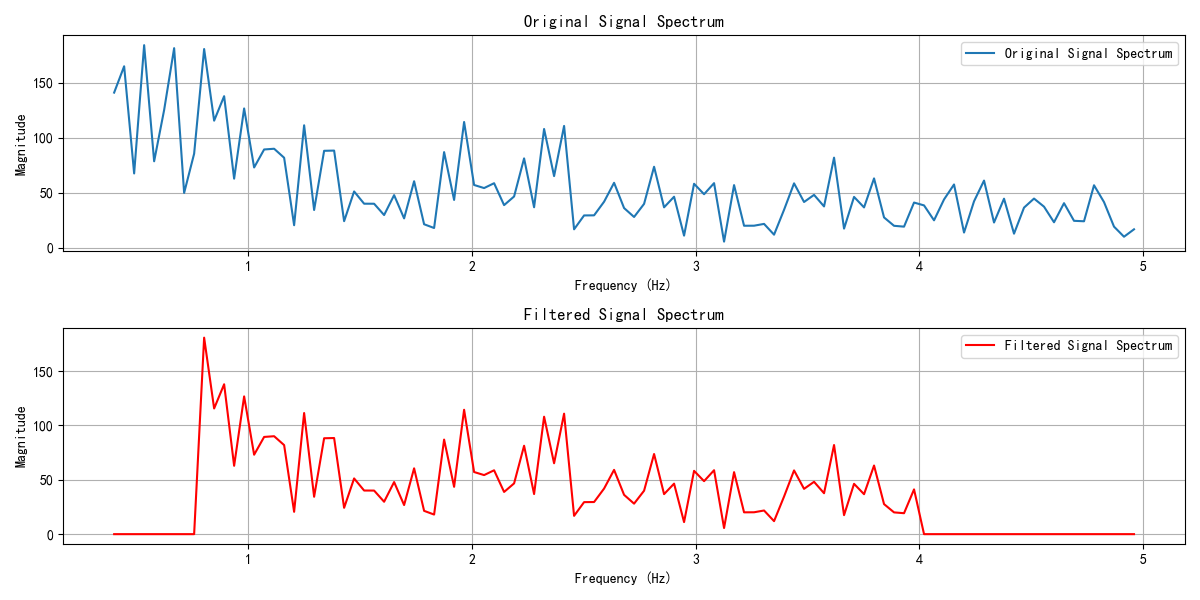 Original Signal Spectrum
Original Signal Spectrum
Magnitude
150
100
50
0
1
2
3
4
5
Frequency (Hz)
Filtered Signal Spectrum
Filtered Signal Spectrum
Magnitude
150
100
50
0
1
2
3
4
5
Frequency (Hz)